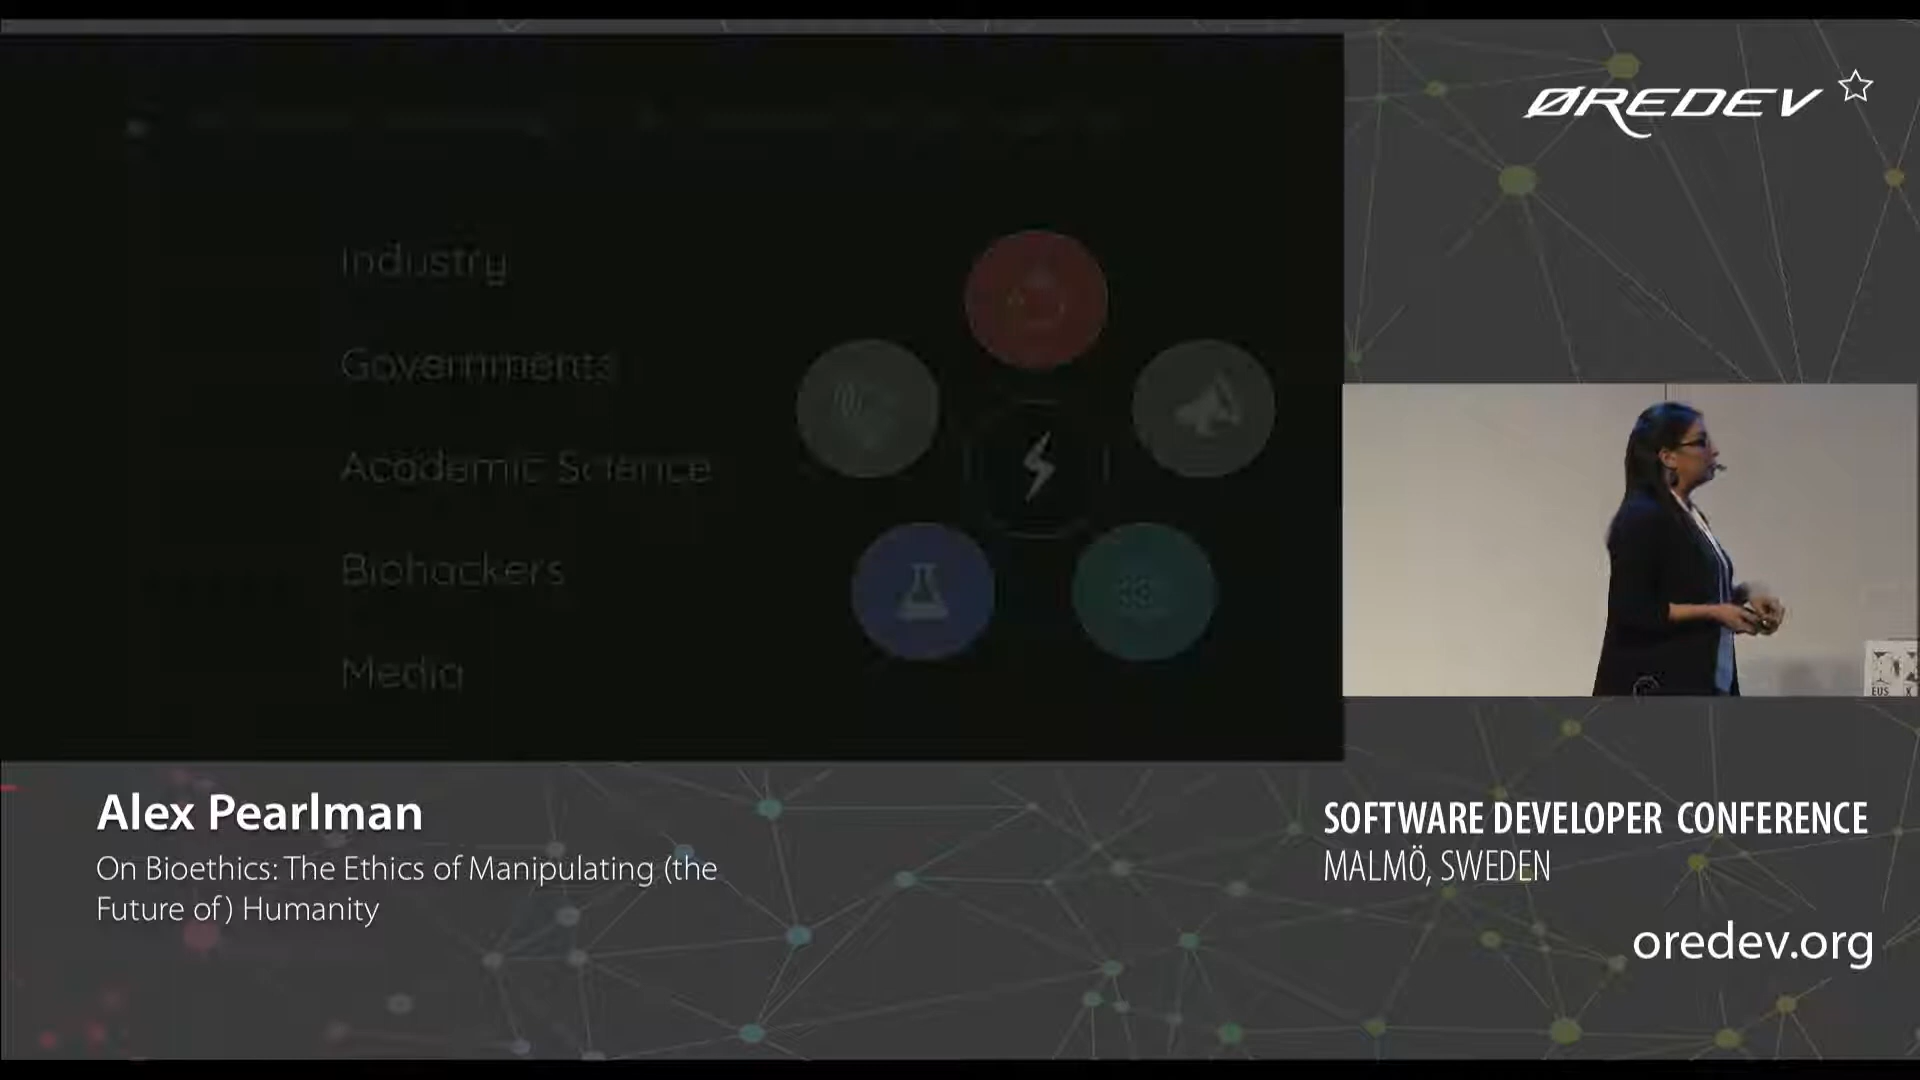 ØREDEV
Industry
Governments
Academic Science
Biohackers
Media
EUS X
Alex Pearlman
On Bioethics: The Ethics of Manipulating (the
Future of) Humanity
SOFTWARE DEVELOPER CONFERENCE
MALMÖ, SWEDEN
oredev.org